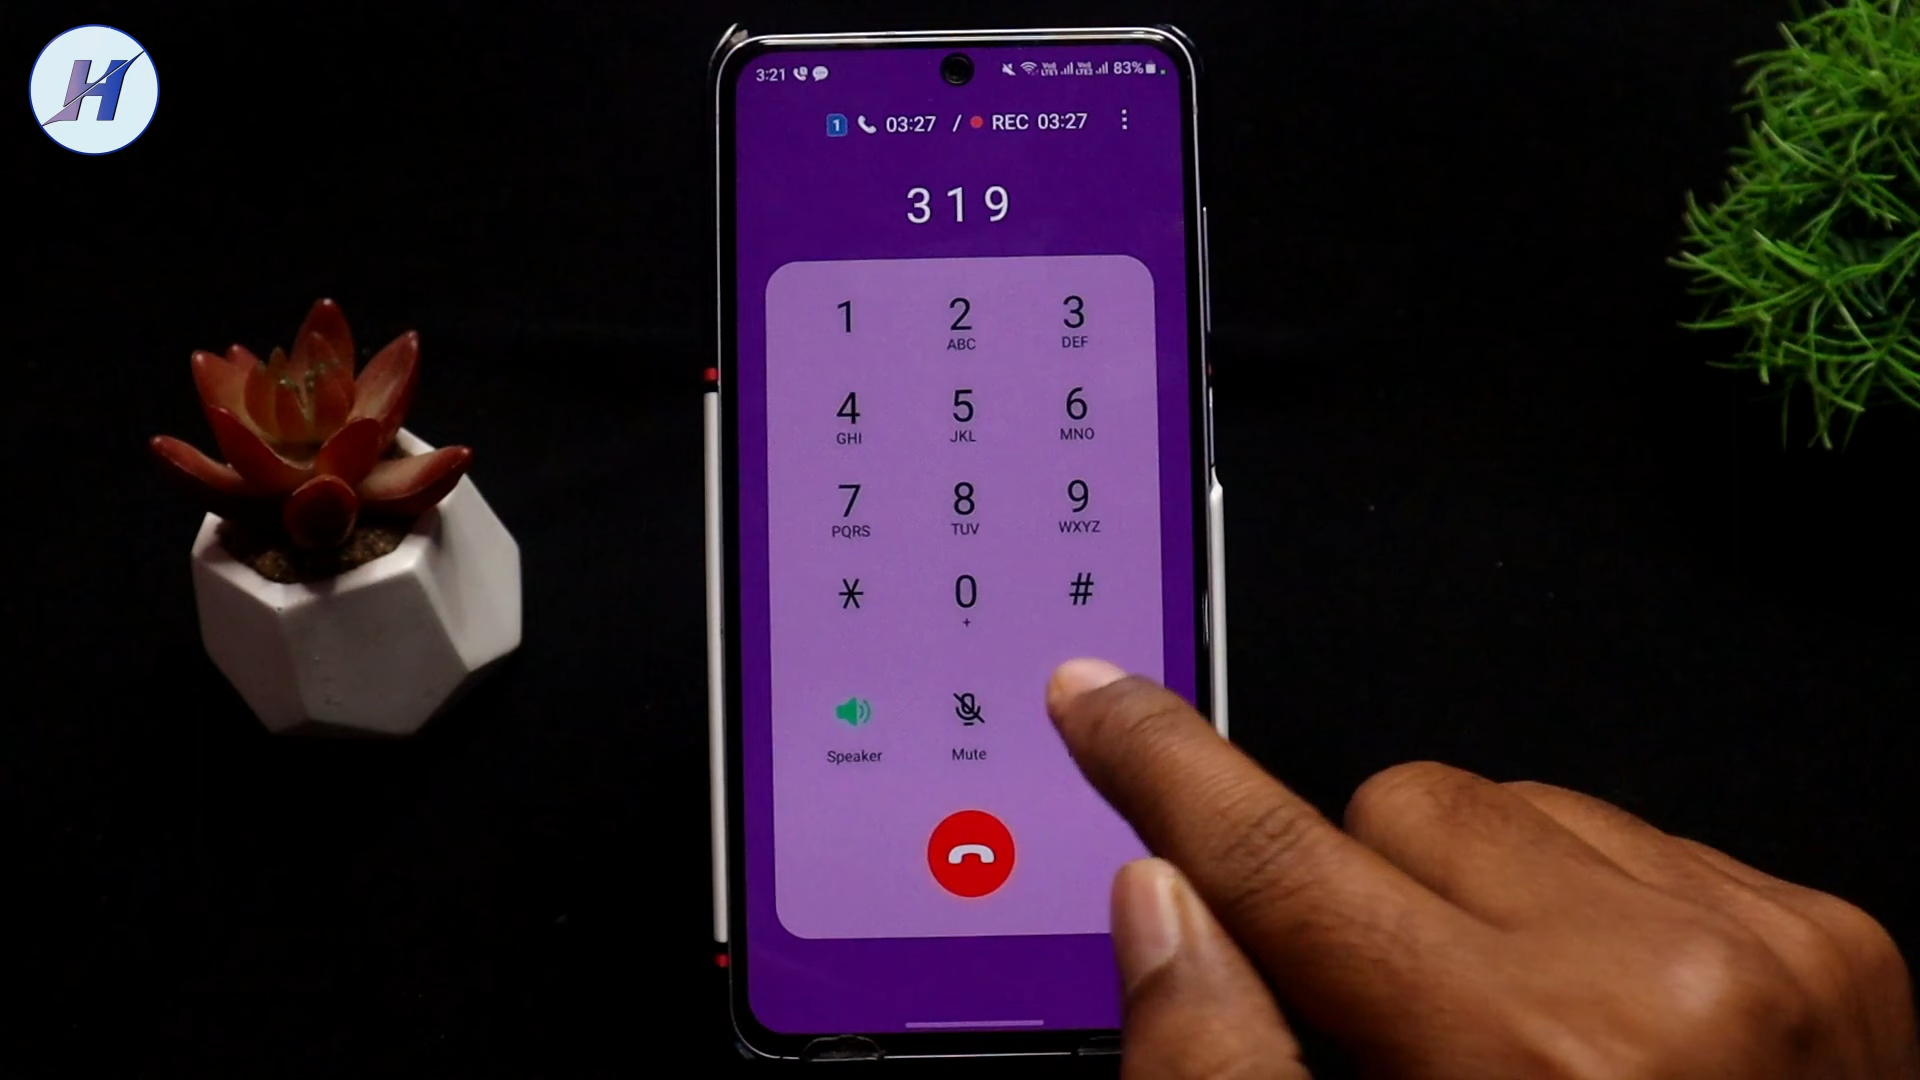 H
3:21 83%
1 03:27 / REC 03:27
319
1 2 3
ABC DEF
4 5 6
GHI JKL MNO
7 8 9
PQRS TUV WXYZ
* 0 #
+
Speaker Mute